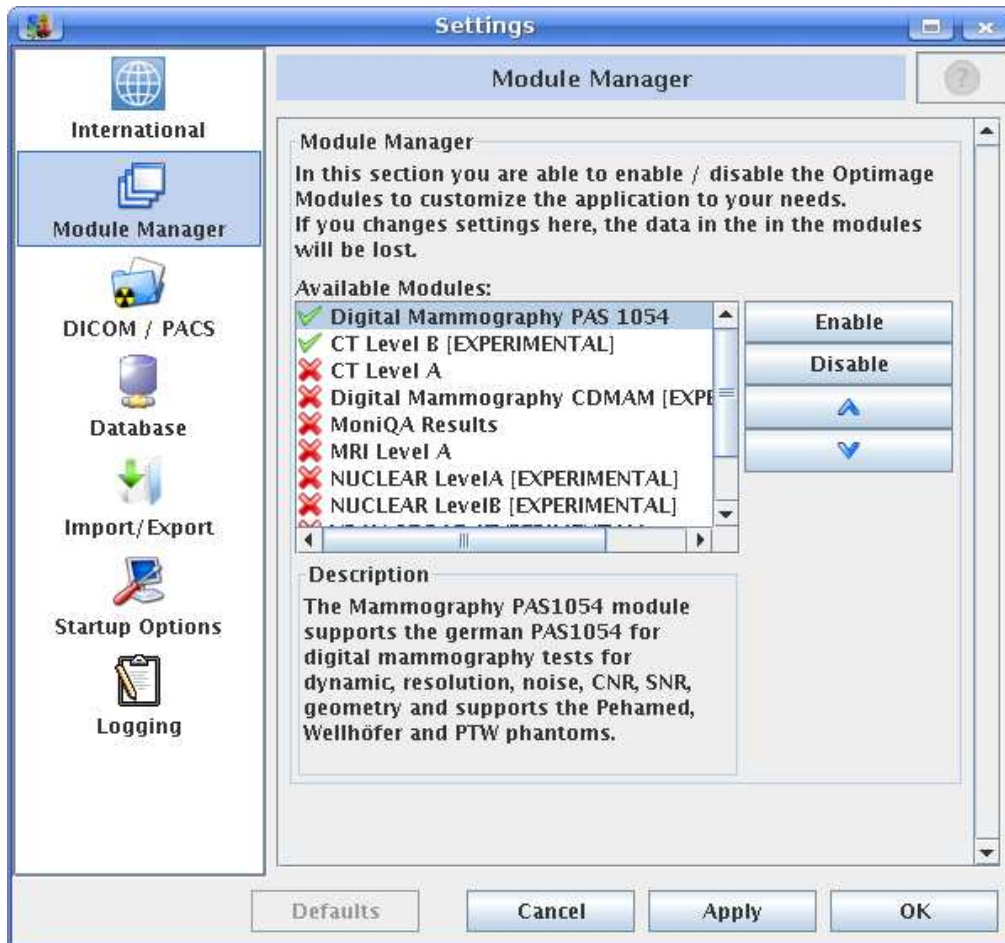 Settings
International
Module Manager
DICOM / PACS
Database
Import/Export
Startup Options
Logging
Module Manager
Module Manager
In this section you are able to enable / disable the Optimage
Modules to customize the application to your needs.
If you changes settings here, the data in the in the modules
will be lost.
Available Modules:
Digital Mammography PAS 1054
CT Level B [EXPERIMENTAL]
CT Level A
Digital Mammography CDMAM [EXPE
MoniQA Results
MRI Level A
NUCLEAR LevelA [EXPERIMENTAL]
NUCLEAR LevelB [EXPERIMENTAL]
Enable
Disable
Description
The Mammography PAS1054 module
supports the german PAS1054 for
digital mammography tests for
dynamic, resolution, noise, CNR, SNR,
geometry and supports the Pehamed,
Wellhöfer and PTW phantoms.
Defaults
Cancel
Apply
OK